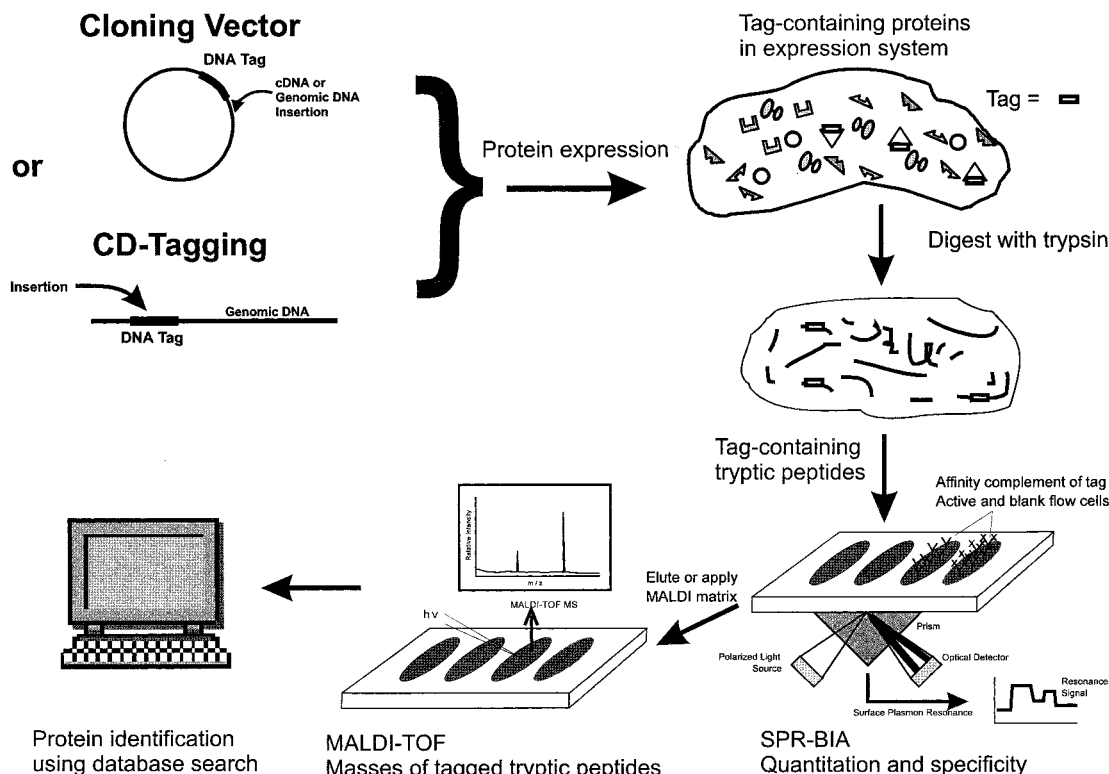 Cloning Vector
DNA Tag
cDNA or
Genomic DNA
Insertion
or
CD-Tagging
Insertion
Genomic DNA
DNA Tag
Protein expression
Tag-containing proteins
in expression system
Tag =
Digest with trypsin
Tag-containing
tryptic peptides
Affinity complement of tag
Active and blank flow cells
Prism
Polarized Light
Source
Optical Detector
Surface Plasmon Resonance
Resonance
Signal
SPR-BIA
Quantitation and specificity
Elute or apply
MALDI matrix
Relative Intensity
m / z
MALDI-TOF MS
hν
MALDI-TOF
Masses of tagged tryptic peptides
Protein identification
using database search